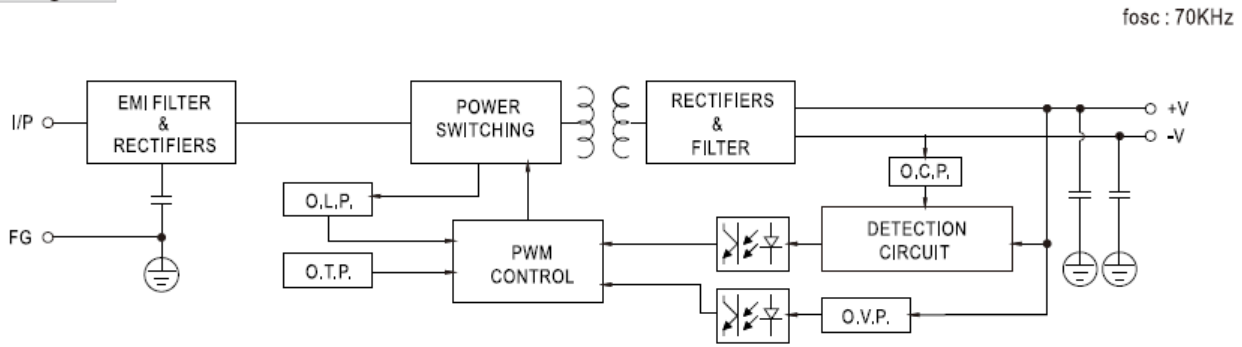 fosc : 70KHz
EMI FILTER
&
RECTIFIERS
POWER
SWITCHING
RECTIFIERS
&
FILTER
I/P
+V
-V
O.C.P.
O.L.P.
DETECTION
CIRCUIT
FG
PWM
CONTROL
O.T.P.
O.V.P.